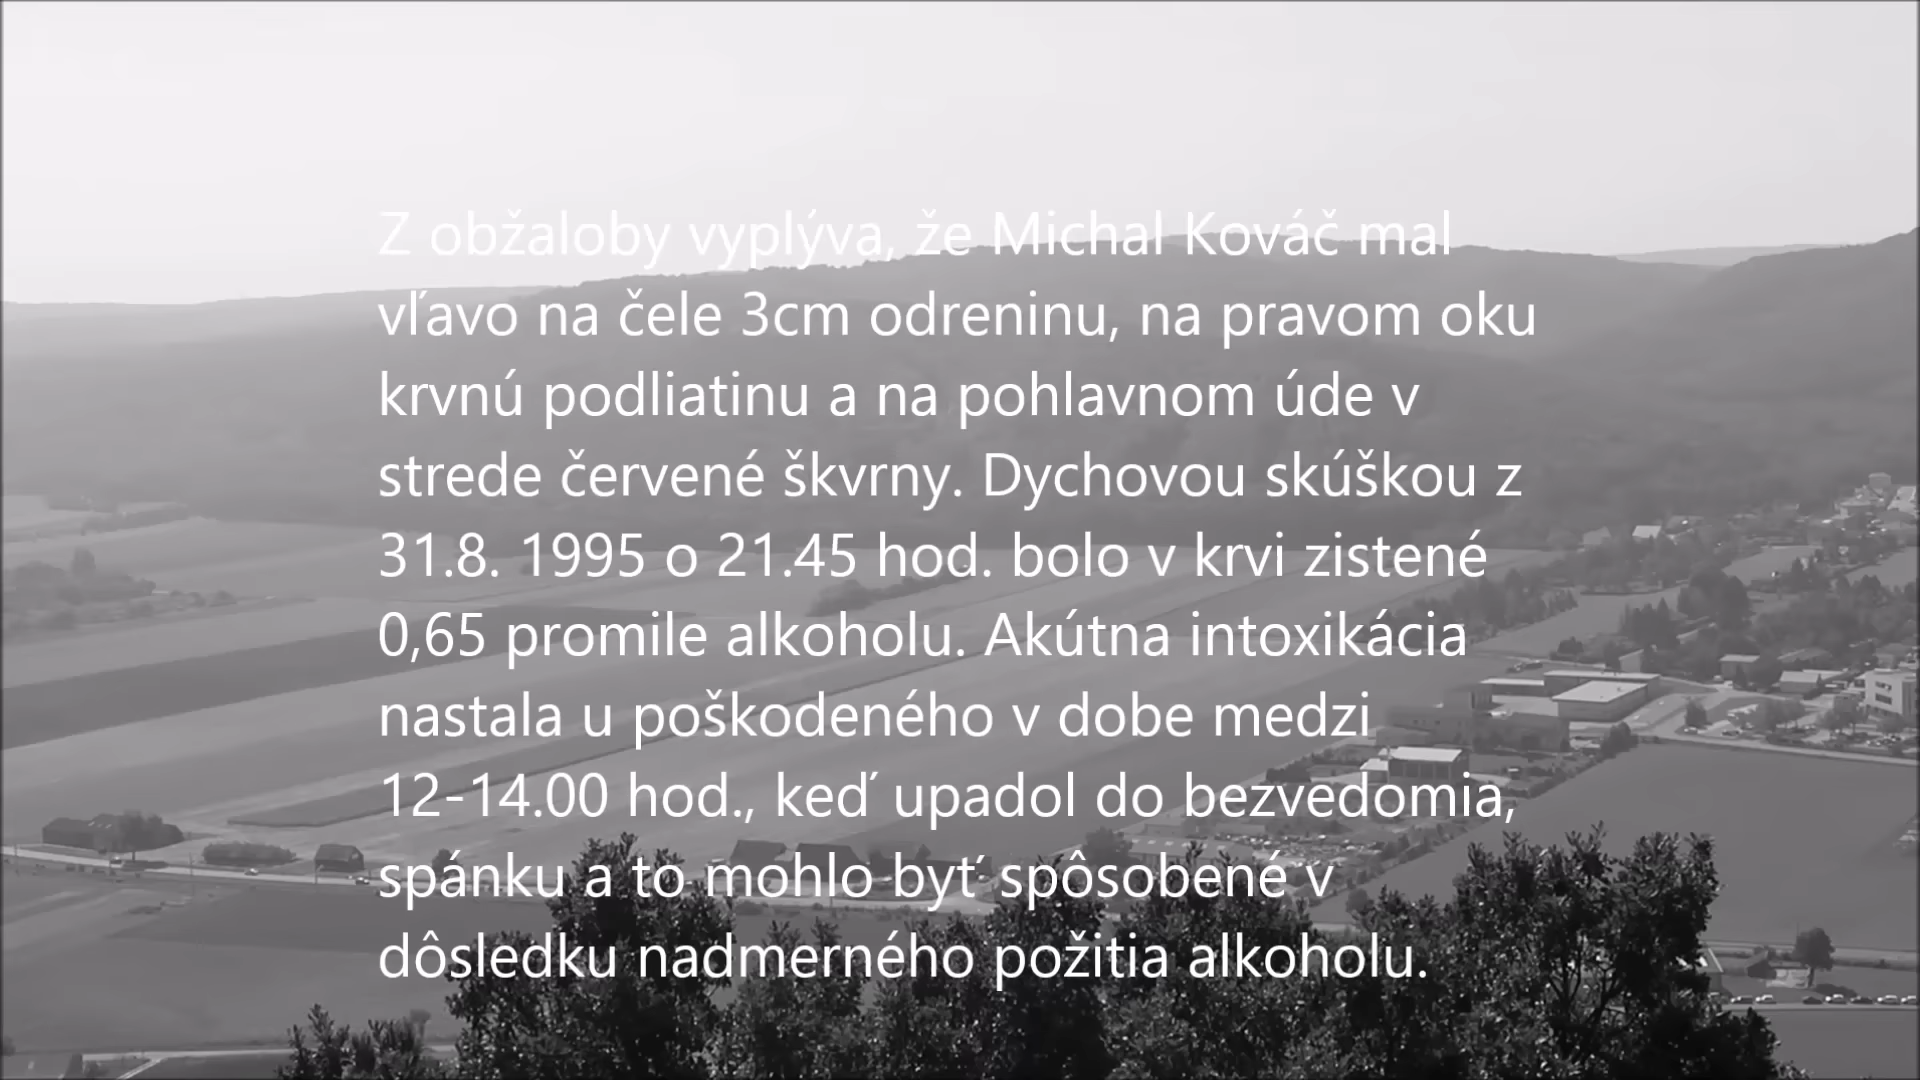 Z obžaloby vyplýva, že Michal Kováč mal
vľavo na čele 3cm odreninu, na pravom oku
krvnú podliatinu a na pohlavnom úde v
strede červené škvrny. Dychovou skúškou z
31.8. 1995 o 21.45 hod. bolo v krvi zistené
0,65 promile alkoholu. Akútna intoxikácia
nastala u poškodeného v dobe medzi
12-14.00 hod., keď upadol do bezvedomia,
spánku a to mohlo byť spôsobené v
dôsledku nadmerného požitia alkoholu.